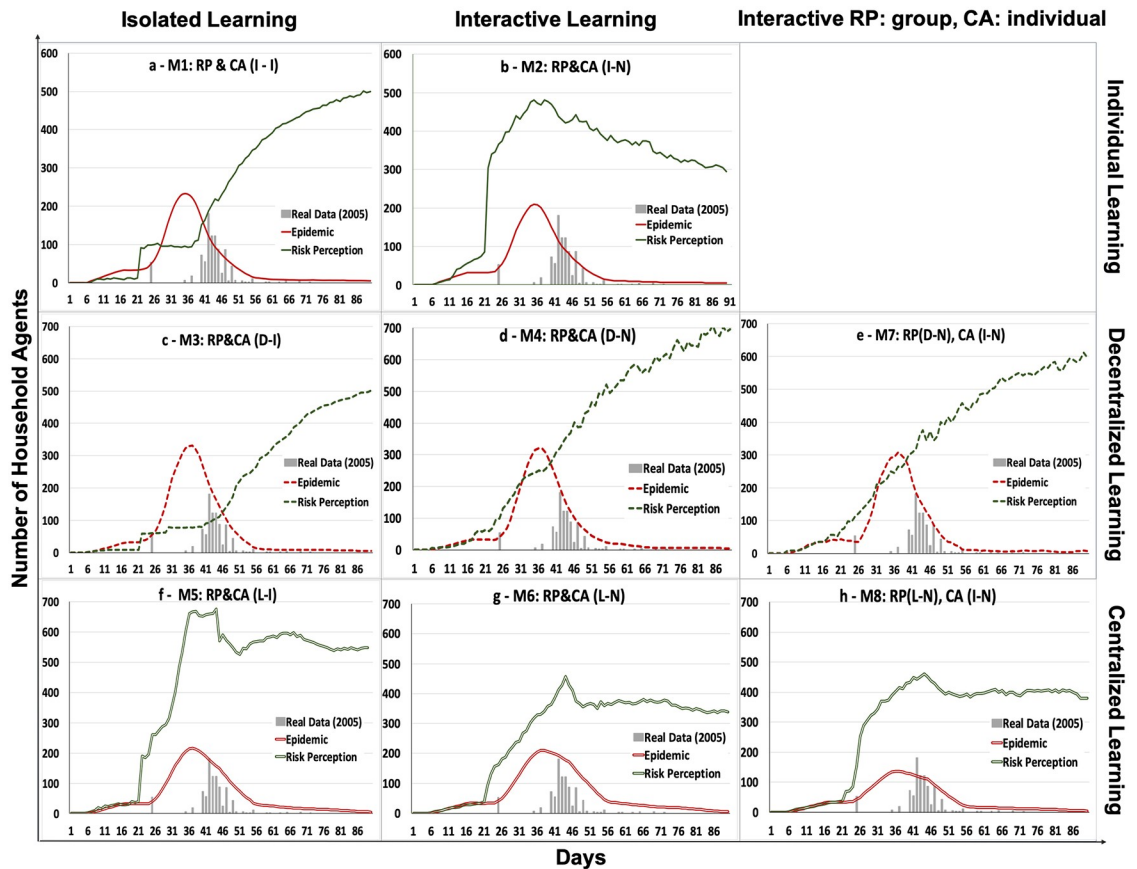 Isolated Learning
Interactive Learning
Interactive RP: group, CA: individual
Number of Household Agents
600
500
400
300
200
100
0
a - M1: RP & CA (I - I)
Real Data (2005)
Epidemic
Risk Perception
1 6 11 16 21 26 31 36 41 46 51 56 61 66 71 76 81 86
600
500
400
300
200
100
0
b - M2: RP&CA (I-N)
Real Data (2005)
Epidemic
Risk Perception
1 6 11 16 21 26 31 36 41 46 51 56 61 66 71 76 81 86 91
Individual Learning
700
600
500
400
300
200
100
0
c - M3: RP&CA (D-I)
Real Data (2005)
Epidemic
Risk Perception
1 6 11 16 21 26 31 36 41 46 51 56 61 66 71 76 81 86
700
600
500
400
300
200
100
0
d - M4: RP&CA (D-N)
Real Data (2005)
Epidemic
Risk Perception
1 6 11 16 21 26 31 36 41 46 51 56 61 66 71 76 81 86
700
600
500
400
300
200
100
0
e - M7: RP(D-N), CA (I-N)
Real Data (2005)
Epidemic
Risk Perception
1 6 11 16 21 26 31 36 41 46 51 56 61 66 71 76 81 86
Decentralized Learning
700
600
500
400
300
200
100
0
f - M5: RP&CA (L-I)
Real Data (2005)
Epidemic
Risk Perception
1 6 11 16 21 26 31 36 41 46 51 56 61 66 71 76 81 86
700
600
500
400
300
200
100
0
g - M6: RP&CA (L-N)
Real Data (2005)
Epidemic
Risk Perception
1 6 11 16 21 26 31 36 41 46 51 56 61 66 71 76 81 86
700
600
500
400
300
200
100
0
h - M8: RP(L-N), CA (I-N)
Real Data (2005)
Epidemic
Risk Perception
1 6 11 16 21 26 31 36 41 46 51 56 61 66 71 76 81 86
Centralized Learning
Days